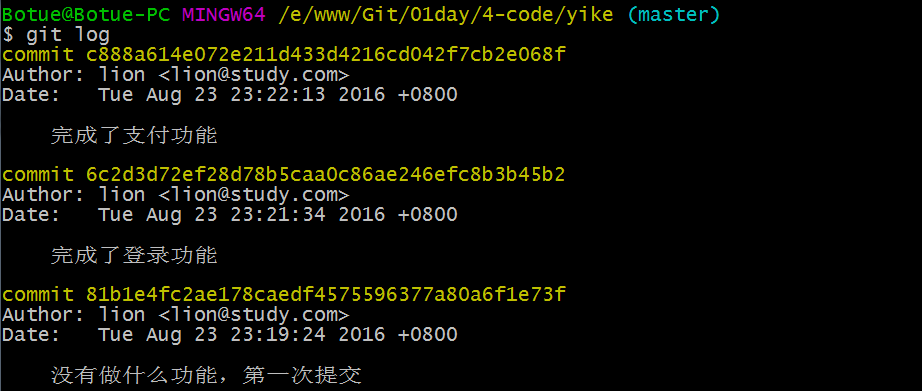 Botue@Botue-PC MINGW64 /e/www/Git/01day/4-code/yike (master)
$ git log
commit c888a614e072e211d433d4216cd042f7cb2e068f
Author: lion <lion@study.com>
Date:   Tue Aug 23 23:22:13 2016 +0800
完成了支付功能
commit 6c2d3d72ef28d78b5caa0c86ae246efc8b3b45b2
Author: lion <lion@study.com>
Date:   Tue Aug 23 23:21:34 2016 +0800
完成了登录功能
commit 81b1e4fc2ae178caedf4575596377a80a6f1e73f
Author: lion <lion@study.com>
Date:   Tue Aug 23 23:19:24 2016 +0800
没有做什么功能，第一次提交